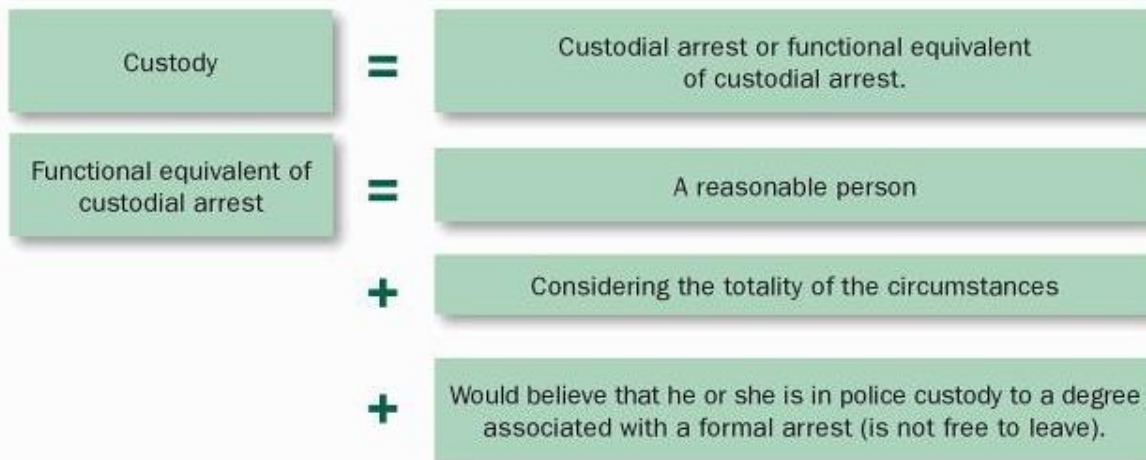 Custody
=
Custodial arrest or functional equivalent
of custodial arrest.
Functional equivalent of
custodial arrest
=
A reasonable person
+
Considering the totality of the circumstances
+
Would believe that he or she is in police custody to a degree
associated with a formal arrest (is not free to leave).